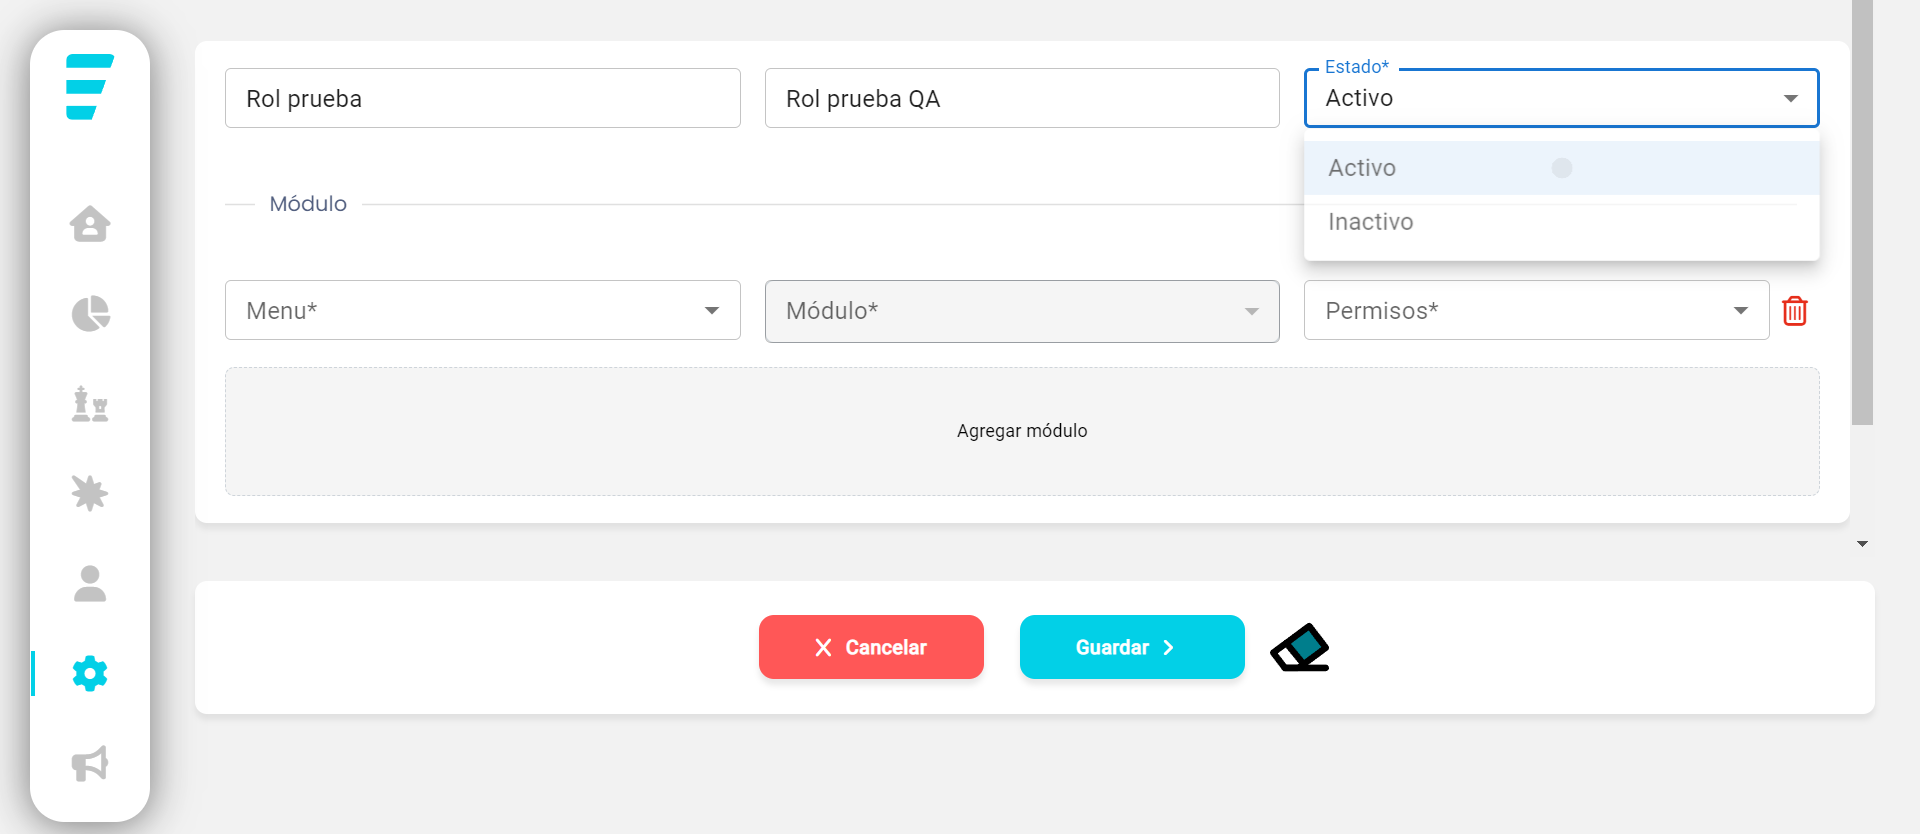 Estado*
Rol prueba
Rol prueba QA
Activo
Activo
Inactivo
Módulo
Menu*
Módulo*
Permisos*
Agregar módulo
Cancelar
Guardar